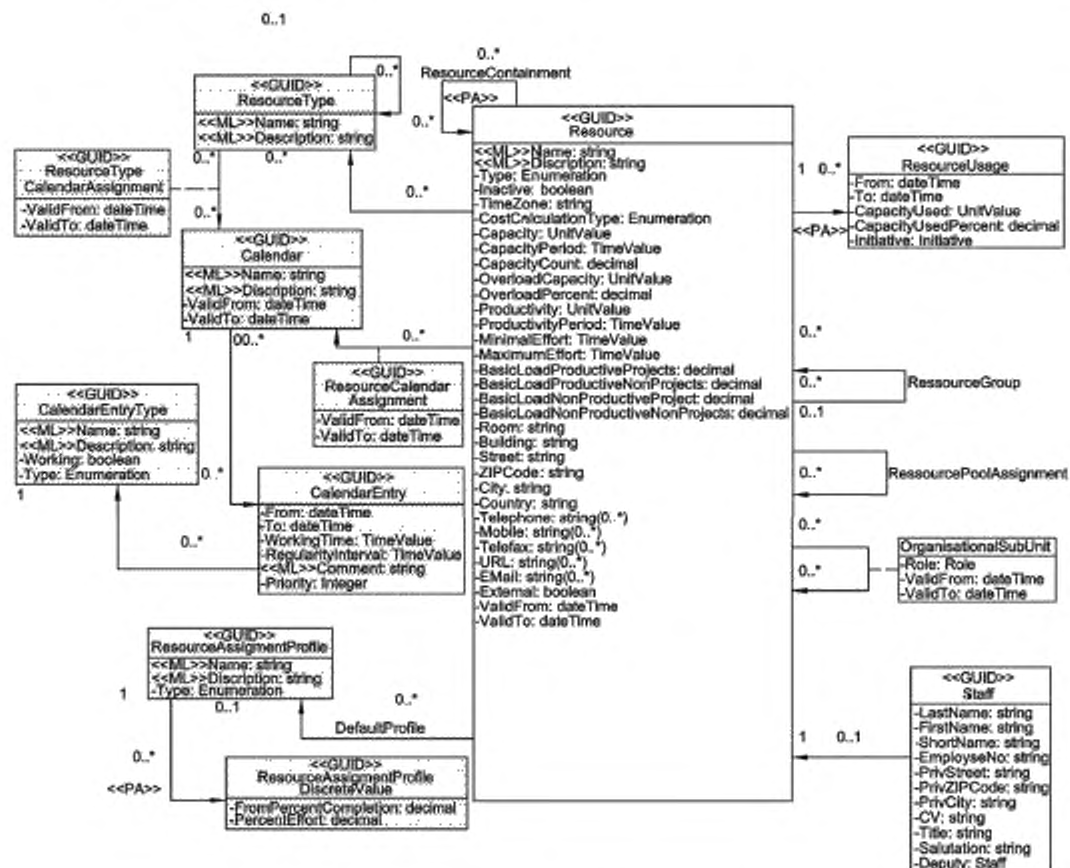 0..1
0..*
<<GUID>>
ResourceType
<<ML>>Name: string
<<ML>>Description: string
0..*
0..*
<<GUID>>
ResourceType
CalendarAssignment
-ValidFrom: dateTime
-ValidTo: dateTime
0..*
<<GUID>>
Calendar
<<ML>>Name: string
<<ML>>Discription: string
-ValidFrom: dateTime
-ValidTo: dateTime
1
00..*
0..*
0..*
<<GUID>>
ResourceCalendar
Assignment
-ValidFrom: dateTime
-ValidTo: dateTime
<<GUID>>
CalendarEntryType
<<ML>>Name: string
<<ML>>Description: string
-Working: boolean
-Type: Enumeration
1
0..*
0..*
<<GUID>>
CalendarEntry
-From: dateTime
-To: dateTime
-WorkingTime: TimeValue
-RegularityInterval: TimeValue
<<ML>>Comment: string
-Priority: Integer
<<GUID>>
ResourceAssigmentProfile
<<ML>>Name: string
<<ML>>Discription: string
-Type: Enumeration
1
0..1
0..*
DefaultProfile
0..*
<<PA>>
<<GUID>>
ResourceAssigmentProfile
DiscreteValue
-FromPercentCompletion: decimal
-PercentEffort: decimal
0..*
ResourceContainment
<<PA>>
0..*
<<GUID>>
Resource
<<ML>>Name: string
<<ML>>Discription: string
-Type: Enumeration
-Inactive: boolean
-TimeZone: string
-CostCnlculationType: Enumeration
-Capacity: UnitValue
-CapacityPeriod: TimeValue
-CapacityCount: decimal
-OverloadCapacity: UnitValue
-OverloadPercent: decimal
-Productivity: UnitValue
-ProductivityPeriod: TimeValue
-MinimalEffort: TimeValue
-MaximumEffort: TimeValue
-BasicLoadProductiveProjects: decimal
-BasicLoadProductiveNonProjects: decimal
-BasicLoadNonProductiveProject: decimal
-BasicLoadNonProductiveNonProjects: decimal
-Room: string
-Building: string
-Street: string
-ZIPCode: string
-City: string
-Country: string
-Telephone: string(0..*)
-Mobile: string(0..*)
-Telefax: string(0..*)
-URL: string(0..*)
-EMail: string(0..*)
-External: boolean
-ValidFrom: dateTime
-ValidTo: dateTime
1 0..*
<<PA>>
<<GUID>>
ResourceUsage
-From: dateTime
-To: dateTime
-CapacityUsed: UnitValue
-CapacityUsedPercent: decimal
-Initiative: Initiative
0..*
0..*
RessourceGroup
0..1
0..*
RessourcePoolAssignment
0..*
0..*
OrganisationalSubUnit
-Role: Role
-ValidFrom: dateTime
-ValidTo: dateTime
1 0..1
<<GUID>>
Staff
-LastName: string
-FirstName: string
-ShortName: string
-EmployseNo: string
-PrivStreet: string
-PrivZIPCode: string
-PrivCity: string
-CV: string
-Title: string
-Salutation: string
-Deputy: Staff